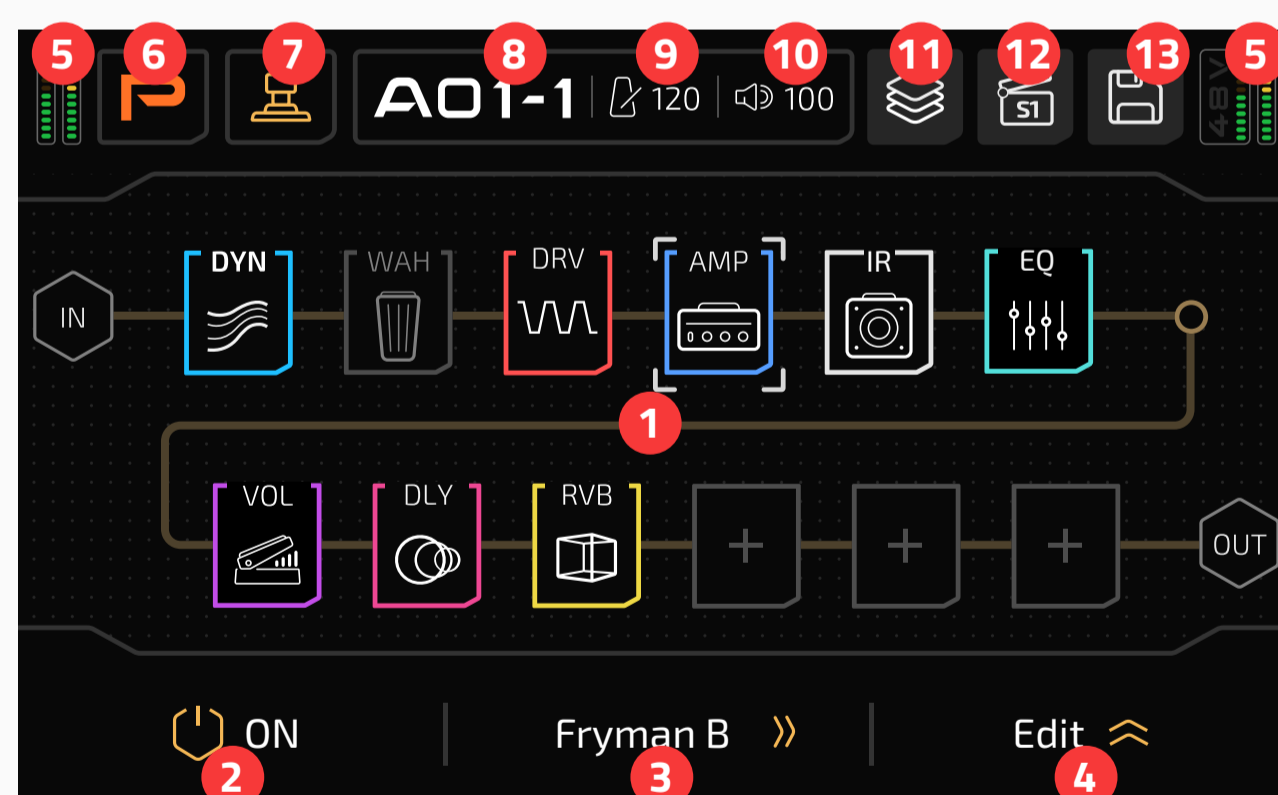 5 6 7 8 9 10 11 12 13 5
A01-1 120 100 S1 48V
DYN WAH DRV AMP IR EQ
IN
1
VOL DLY RVB + + +
OUT
ON Fryman B Edit
2 3 4